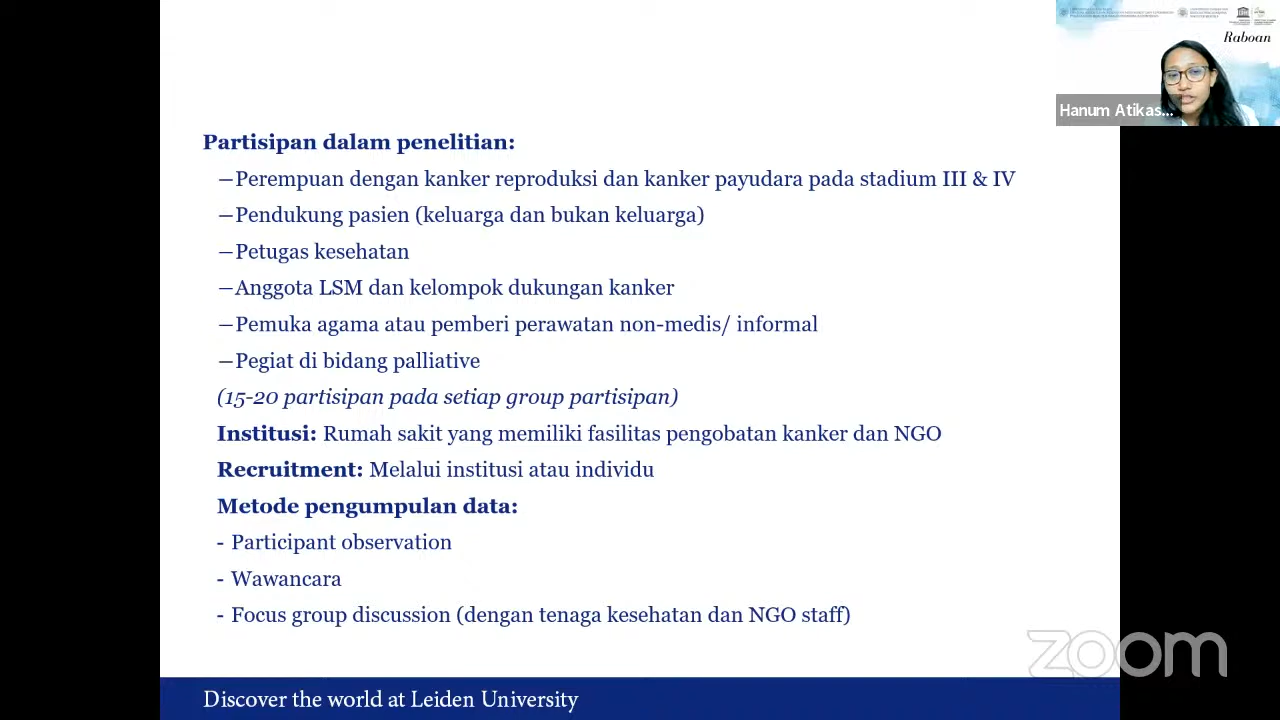 Raboan
Hanum Atikas...
Partisipan dalam penelitian:
—Perempuan dengan kanker reproduksi dan kanker payudara pada stadium III & IV
—Pendukung pasien (keluarga dan bukan keluarga)
—Petugas kesehatan
—Anggota LSM dan kelompok dukungan kanker
—Pemuka agama atau pemberi perawatan non-medis/ informal
—Pegiat di bidang palliative
(15-20 partisipan pada setiap group partisipan)
Institusi: Rumah sakit yang memiliki fasilitas pengobatan kanker dan NGO
Recruitment: Melalui institusi atau individu
Metode pengumpulan data:
- Participant observation
- Wawancara
- Focus group discussion (dengan tenaga kesehatan dan NGO staff)
zoom
Discover the world at Leiden University